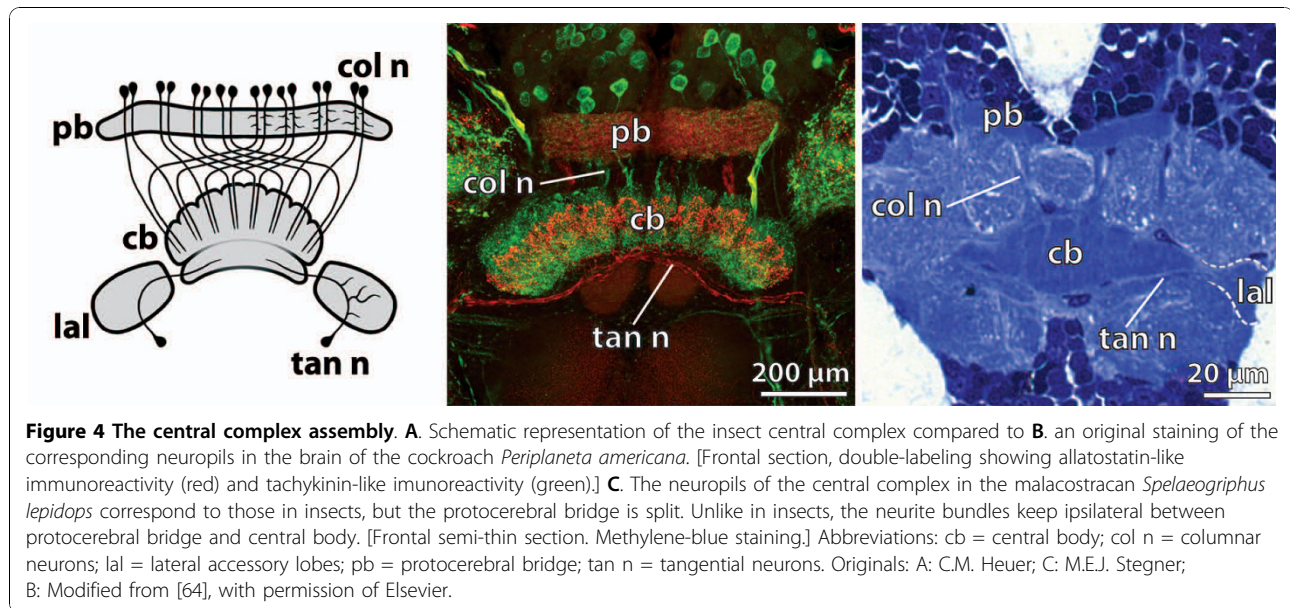 col n
pb
cb
lal
tan n
pb
col n
cb
tan n
200 µm
pb
col n
cb
lal
tan n
20 µm
Figure 4 The central complex assembly. A. Schematic representation of the insect central complex compared to B. an original staining of the
corresponding neuropils in the brain of the cockroach Periplaneta americana. [Frontal section, double-labeling showing allatostatin-like
immunoreactivity (red) and tachykinin-like imunoreactivity (green).] C. The neuropils of the central complex in the malacostracan Spelaeogriphus
lepidops correspond to those in insects, but the protocerebral bridge is split. Unlike in insects, the neurite bundles keep ipsilateral between
protocerebral bridge and central body. [Frontal semi-thin section. Methylene-blue staining.] Abbreviations: cb = central body; col n = columnar
neurons; lal = lateral accessory lobes; pb = protocerebral bridge; tan n = tangential neurons. Originals: A: C.M. Heuer; C: M.E.J. Stegner;
B: Modified from [64], with permission of Elsevier.